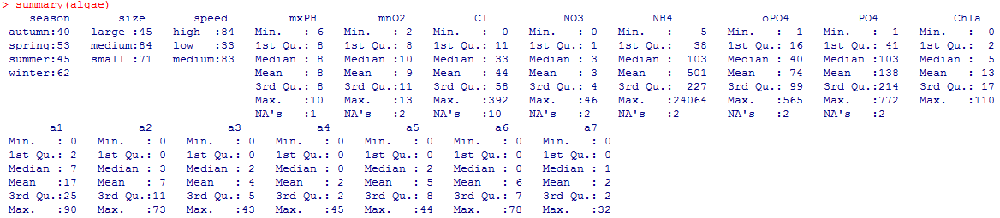 > summary(algae)
season size speed mxPH mnO2 Cl NO3 NH4 oPO4 PO4 Chla
autumn:40 large :45 high :84 Min. : 6 Min. : 2 Min. : 0 Min. : 0 Min. : 5 Min. : 1 Min. : 1 Min. : 0
spring:53 medium:84 low :33 1st Qu.: 8 1st Qu.: 8 1st Qu.: 11 1st Qu.: 1 1st Qu.: 38 1st Qu.: 16 1st Qu.: 41 1st Qu.: 2
summer:45 small :71 medium:83 Median : 8 Median :10 Median : 33 Median : 3 Median : 103 Median : 40 Median :103 Median : 5
winter:62 Mean : 8 Mean : 9 Mean : 44 Mean : 3 Mean : 501 Mean : 74 Mean :138 Mean : 13
3rd Qu.: 8 3rd Qu.:11 3rd Qu.: 58 3rd Qu.: 4 3rd Qu.: 227 3rd Qu.: 99 3rd Qu.:214 3rd Qu.: 17
Max. :10 Max. :13 Max. :392 Max. :46 Max. :24064 Max. :565 Max. :772 Max. :110
NA's :1 NA's :2 NA's :10 NA's :2 NA's :2 NA's :2 NA's :2
a1 a2 a3 a4 a5 a6 a7
Min. : 0 Min. : 0 Min. : 0 Min. : 0 Min. : 0 Min. : 0 Min. : 0
1st Qu.: 2 1st Qu.: 0 1st Qu.: 0 1st Qu.: 0 1st Qu.: 0 1st Qu.: 0 1st Qu.: 0
Median : 7 Median : 3 Median : 2 Median : 0 Median : 2 Median : 0 Median : 1
Mean :17 Mean : 7 Mean : 4 Mean : 2 Mean : 5 Mean : 6 Mean : 2
3rd Qu.:25 3rd Qu.:11 3rd Qu.: 5 3rd Qu.: 2 3rd Qu.: 8 3rd Qu.: 7 3rd Qu.: 2
Max. :90 Max. :73 Max. :43 Max. :45 Max. :44 Max. :78 Max. :32